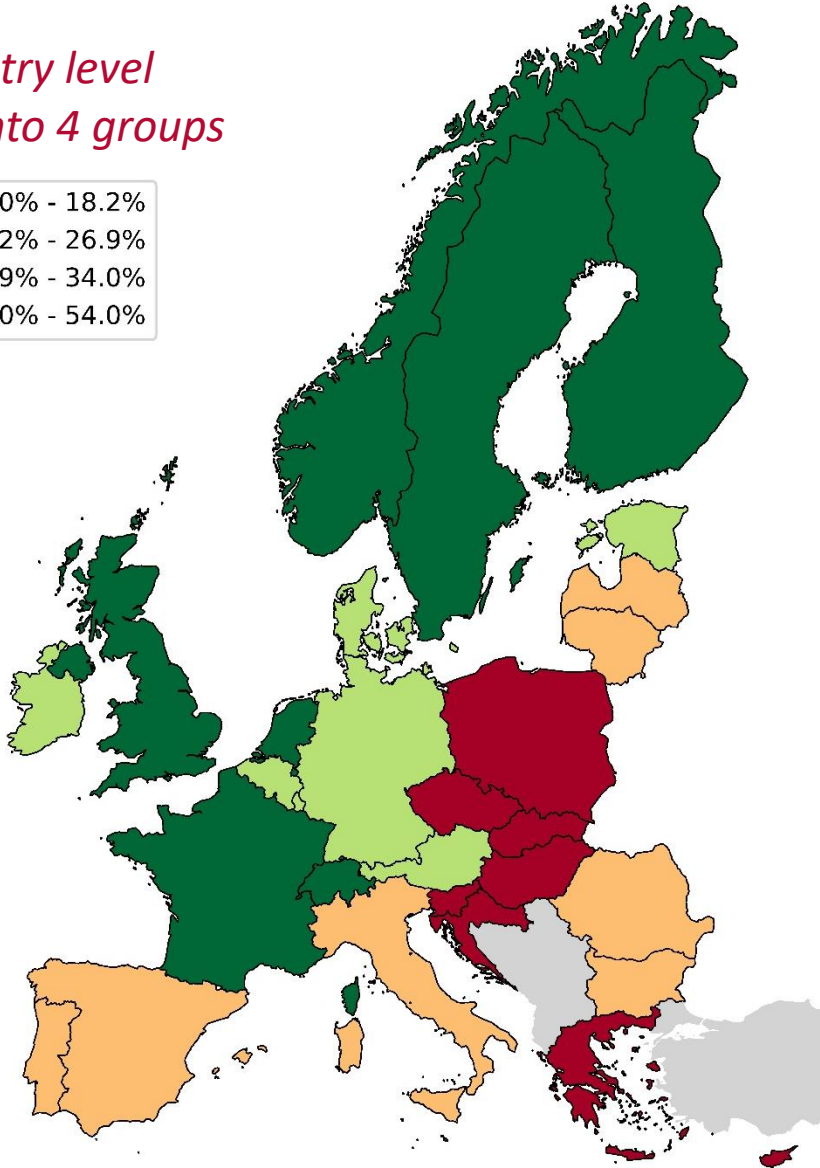 try level
nto 4 groups
0% - 18.2%
2% - 26.9%
9% - 34.0%
0% - 54.0%